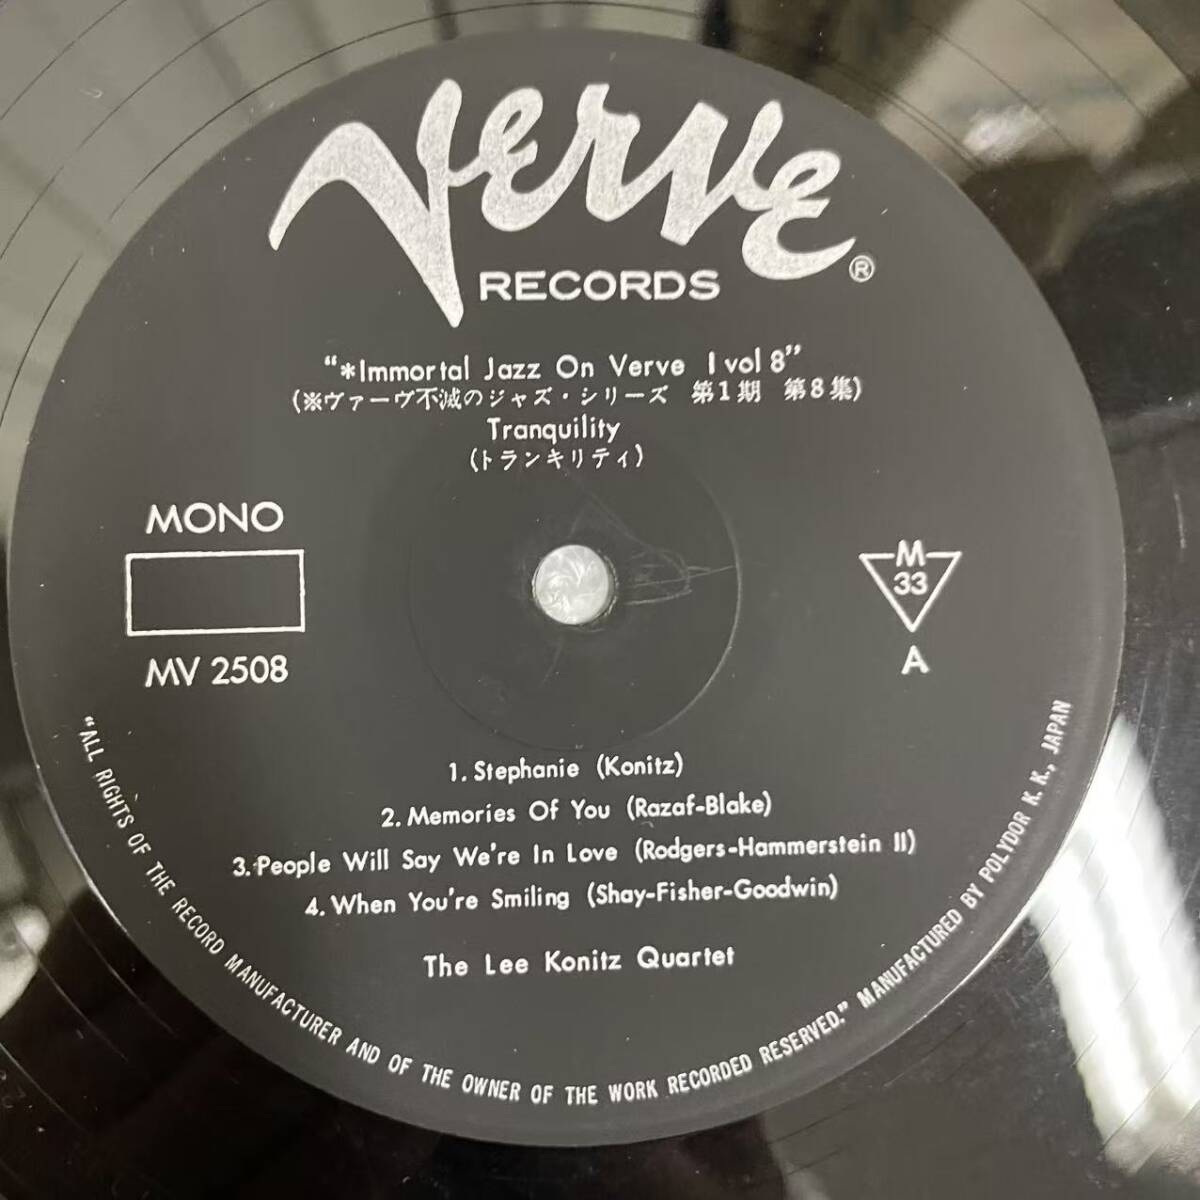 Verve ®
RECORDS
“*Immortal Jazz On Verve I vol 8”
(※ヴァーヴ不滅のジャズ・シリーズ 第1期 第8集)
Tranquility
(トランキリティ)
MONO
MV 2508
M
33
A
1. Stephanie (Konitz)
2. Memories Of You (Razaf-Blake)
3. People Will Say We're In Love (Rodgers-Hammerstein II)
4. When You're Smiling (Shay-Fisher-Goodwin)
The Lee Konitz Quartet
“ALL RIGHTS OF THE RECORD MANUFACTURER AND OF THE OWNER OF THE WORK RECORDED RESERVED.” MANUFACTURED BY POLYDOR K. K., JAPAN